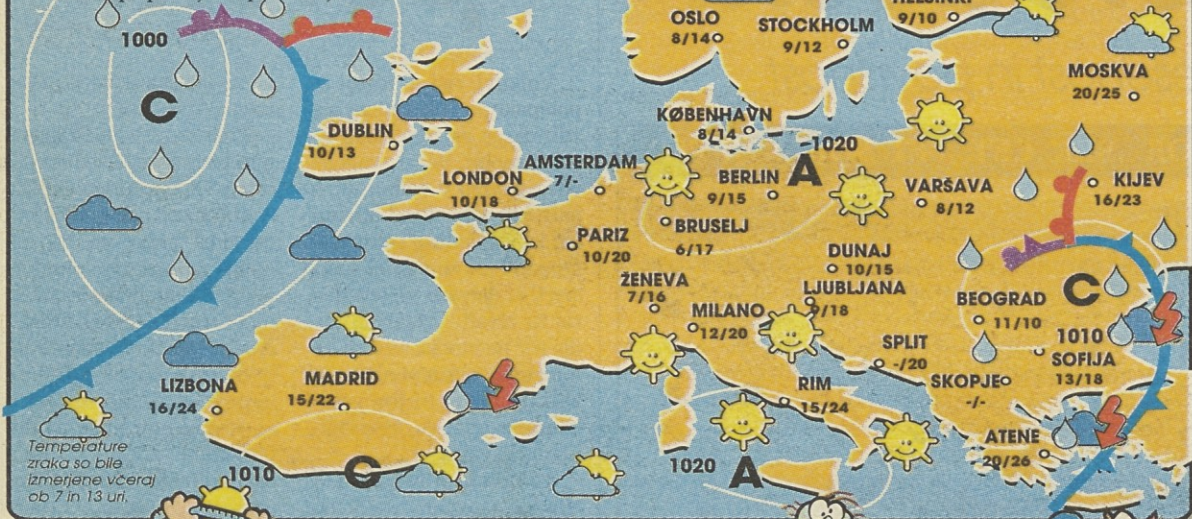 OSLO
8/14
STOCKHOLM
9/12
9/10
1000
MOSKVA
20/25
C
KØBENHAVN
8/14
DUBLIN
10/13
1020
A
AMSTERDAM
7/-
LONDON
10/18
BERLIN
9/15
VARŠAVA
8/12
KIJEV
16/23
BRUSELJ
6/17
PARIZ
10/20
DUNAJ
10/15
ŽENEVA
7/16
LJUBLJANA
9/18
C
BEOGRAD
11/10
MILANO
12/20
1010
SPLIT
-/20
SOFIJA
13/18
LIZBONA
16/24
MADRID
15/22
SKOPJE
-/-
RIM
15/24
ATENE
20/26
Temperature
zraka so bile
izmerjene včeraj
ob 7 in 13 uri.
1010
C
1020
A